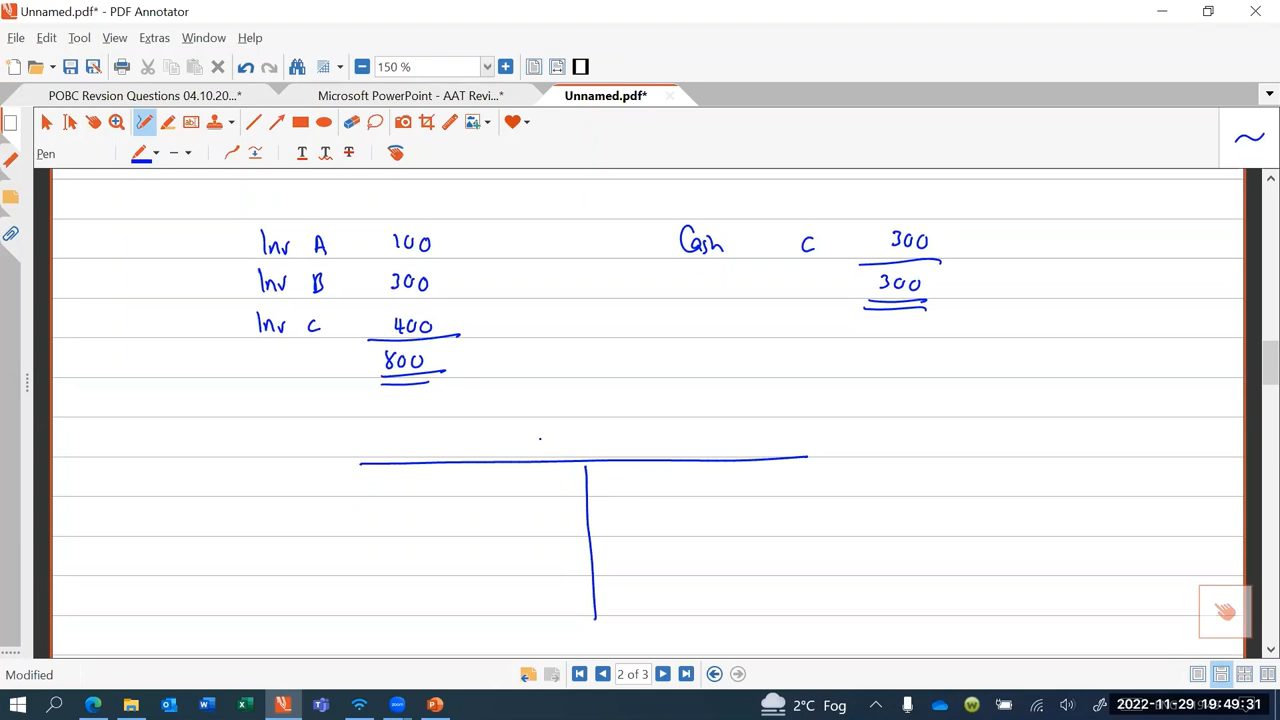 Unnamed.pdf* - PDF Annotator
File Edit Tool View Extras Window Help
150 %
POBC Revsion Questions 04.10.20...* Microsoft PowerPoint - AAT Revi...* Unnamed.pdf*
Pen
Inv A 100 Cash C 300
Inv B 300 300
Inv C 400
800
Modified 2 of 3
2°C Fog 2022-11-29 19:49:31